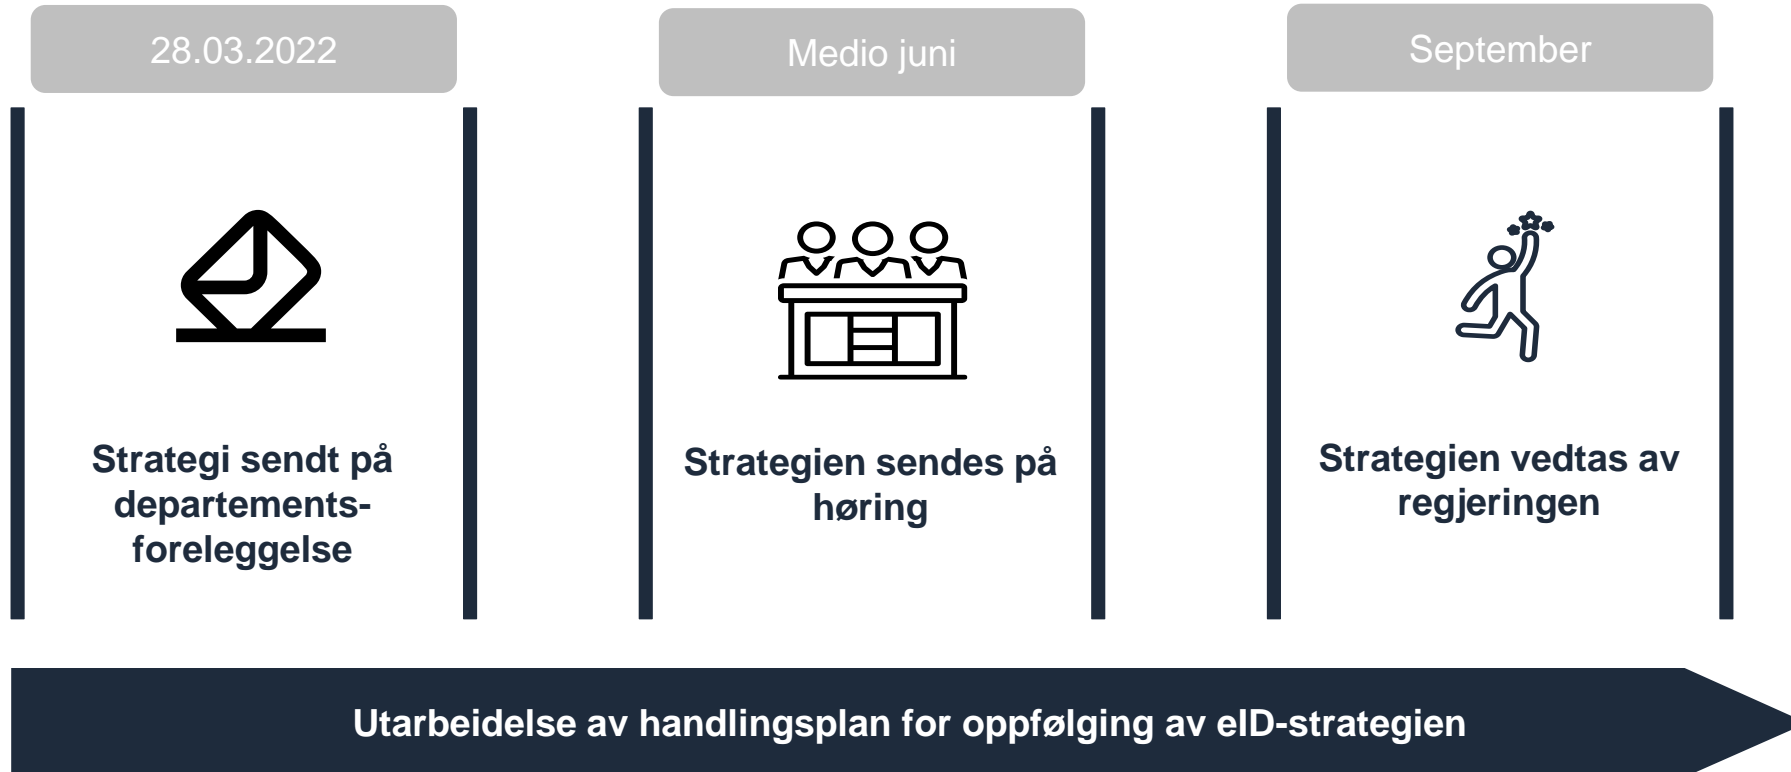 28.03.2022
Strategi sendt på
departements-
foreleggelse
Medio juni
Strategien sendes på
høring
September
Strategien vedtas av
regjeringen
Utarbeidelse av handlingsplan for oppfølging av eID-strategien